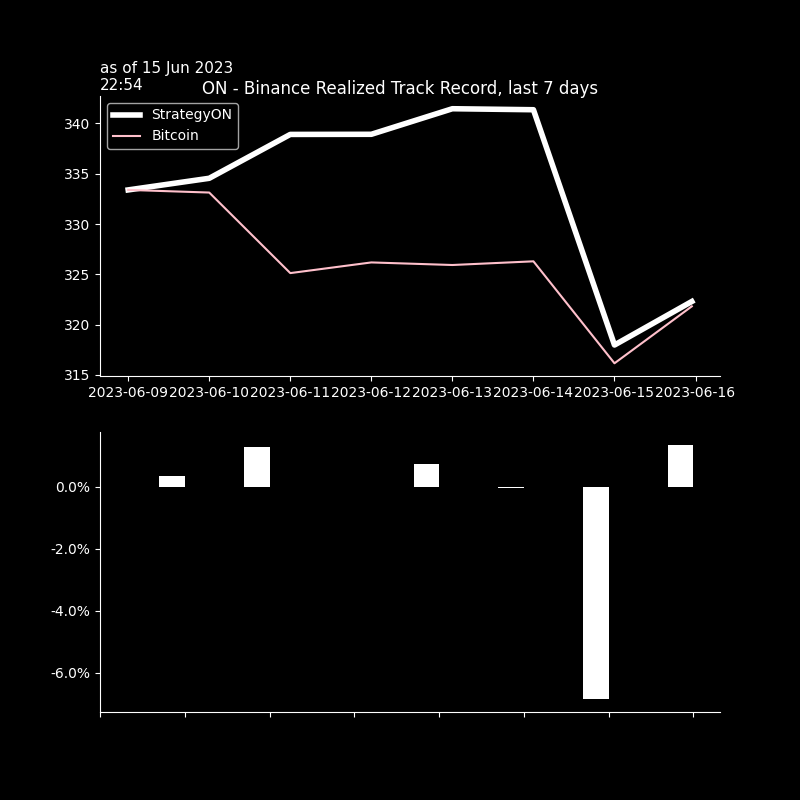 as of 15 Jun 2023
22:54
ON - Binance Realized Track Record, last 7 days
StrategyON
Bitcoin
340
335
330
325
320
315
2023-06-09 2023-06-10 2023-06-11 2023-06-12 2023-06-13 2023-06-14 2023-06-15 2023-06-16
0.0%
-2.0%
-4.0%
-6.0%